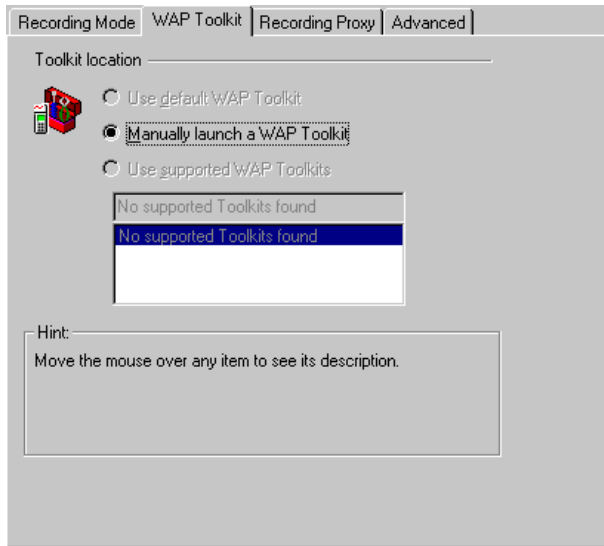 Recording Mode WAP Toolkit Recording Proxy Advanced
Toolkit location
Use default WAP Toolkit
Manually launch a WAP Toolkit
Use supported WAP Toolkits
No supported Toolkits found
No supported Toolkits found
Hint:
Move the mouse over any item to see its description.